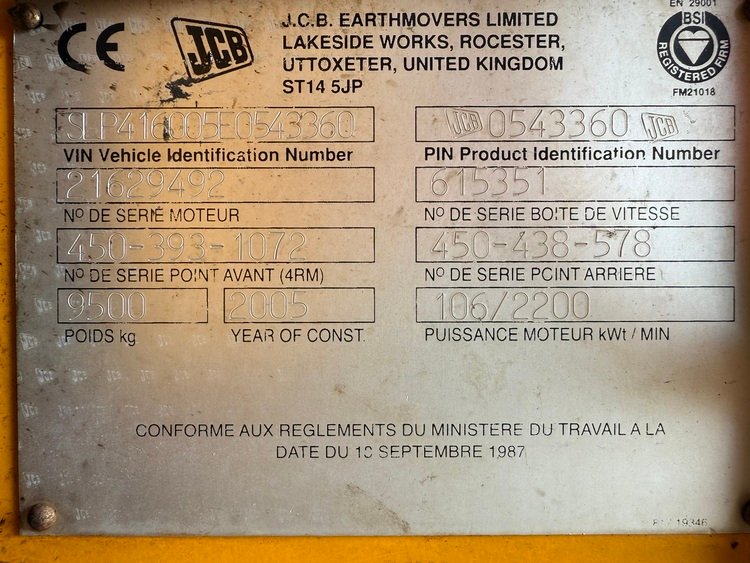 EN 29001
CE
JCB
BSI
REGISTERED FIRM
FM21018
J.C.B. EARTHMOVERS LIMITED
LAKESIDE WORKS, ROCESTER,
UTTOXETER, UNITED KINGDOM
ST14 5JP
SLP416005E0543360
VIN Vehicle Identification Number
JCB 0543360 JCB
PIN Product Identification Number
21629492
Nº DE SERIE MOTEUR
615351
Nº DE SERIE BOITE DE VITESSE
450-393-1072
Nº DE SERIE POINT AVANT (4RM)
450-438-578
Nº DE SERIE POINT ARRIERE
9500
POIDS kg
2005
YEAR OF CONST.
106/2200
PUISSANCE MOTEUR kWt / MIN
CONFORME AUX REGLEMENTS DU MINISTERE DU TRAVAIL A LA
DATE DU SEPTEMBRE 1987